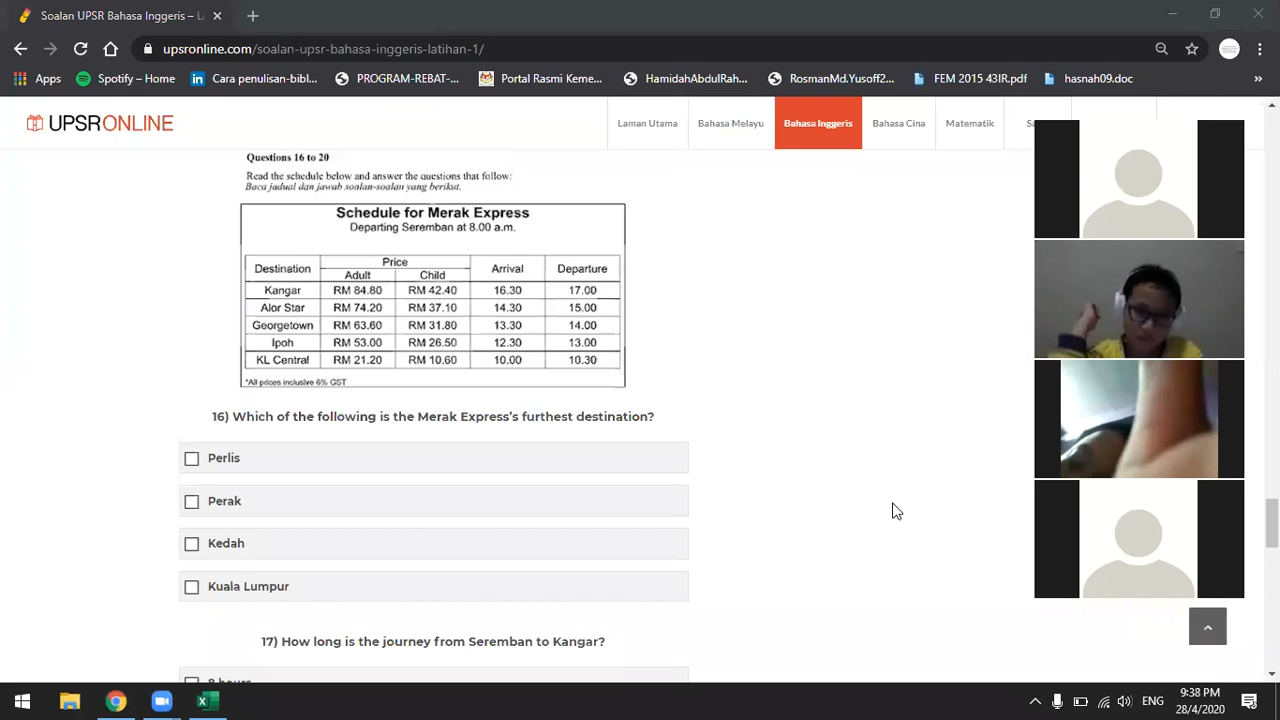 Soalan UPSR Bahasa Inggeris – L
upsronline.com/soalan-upsr-bahasa-inggeris-latihan-1/
Apps
Spotify – Home
Cara penulisan-bibl...
PROGRAM-REBAT-...
Portal Rasmi Keme...
HamidahAbdulRah...
RosmanMd.Yusoff2...
FEM 2015 43IR.pdf
hasnah09.doc
»
UPSRONLINE
Laman Utama
Bahasa Melayu
Bahasa Inggeris
Bahasa Cina
Matematik
Questions 16 to 20
Read the schedule below and answer the questions that follow:
Baca jadual dan jawab soalan-soalan yang berikut.
Schedule for Merak Express
Departing Seremban at 8.00 a.m.
Destination Price Arrival Departure
Adult Child
Kangar RM 84.80 RM 42.40 16.30 17.00
Alor Star RM 74.20 RM 37.10 14.30 15.00
Georgetown RM 63.60 RM 31.80 13.30 14.00
Ipoh RM 53.00 RM 26.50 12.30 13.00
KL Central RM 21.20 RM 10.60 10.00 10.30
*All prices inclusive 6% GST
16) Which of the following is the Merak Express's furthest destination?
Perlis
Perak
Kedah
Kuala Lumpur
17) How long is the journey from Seremban to Kangar?
8 hours
ENG
9:38 PM
28/4/2020